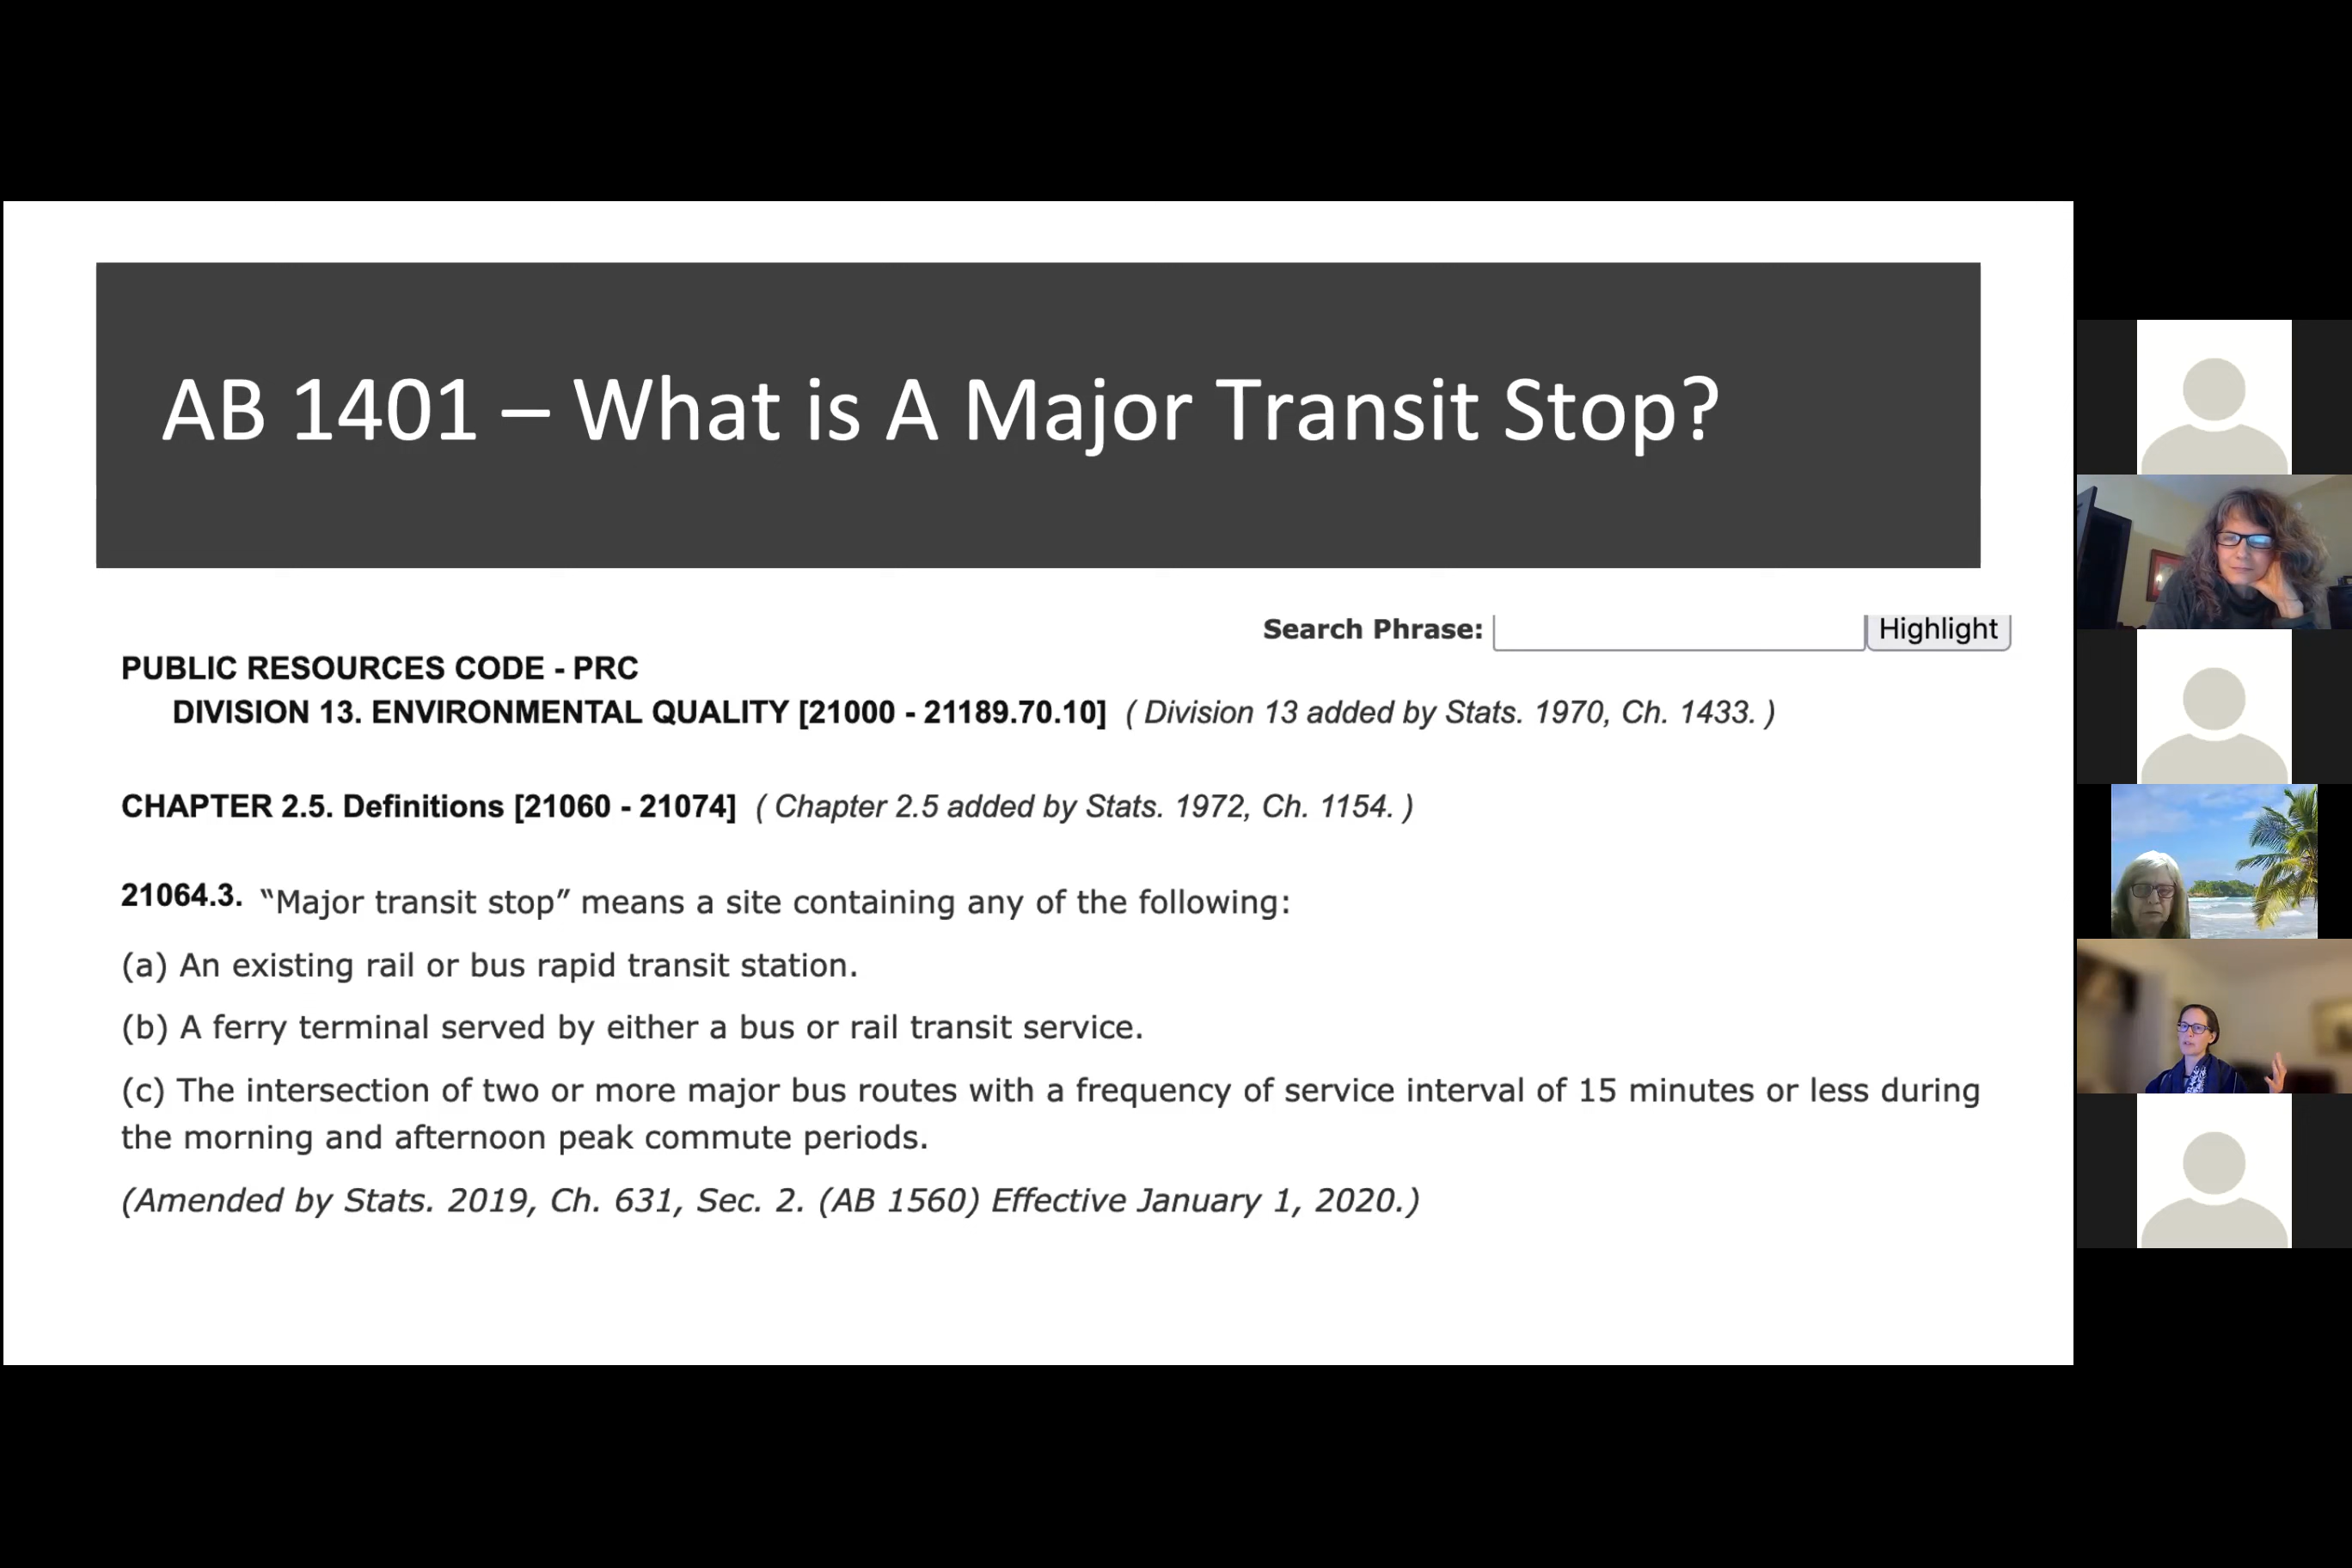 AB 1401 – What is A Major Transit Stop?
Search Phrase: Highlight
PUBLIC RESOURCES CODE - PRC
DIVISION 13. ENVIRONMENTAL QUALITY [21000 - 21189.70.10] ( Division 13 added by Stats. 1970, Ch. 1433. )
CHAPTER 2.5. Definitions [21060 - 21074] ( Chapter 2.5 added by Stats. 1972, Ch. 1154. )
21064.3. “Major transit stop” means a site containing any of the following:
(a) An existing rail or bus rapid transit station.
(b) A ferry terminal served by either a bus or rail transit service.
(c) The intersection of two or more major bus routes with a frequency of service interval of 15 minutes or less during
the morning and afternoon peak commute periods.
(Amended by Stats. 2019, Ch. 631, Sec. 2. (AB 1560) Effective January 1, 2020.)